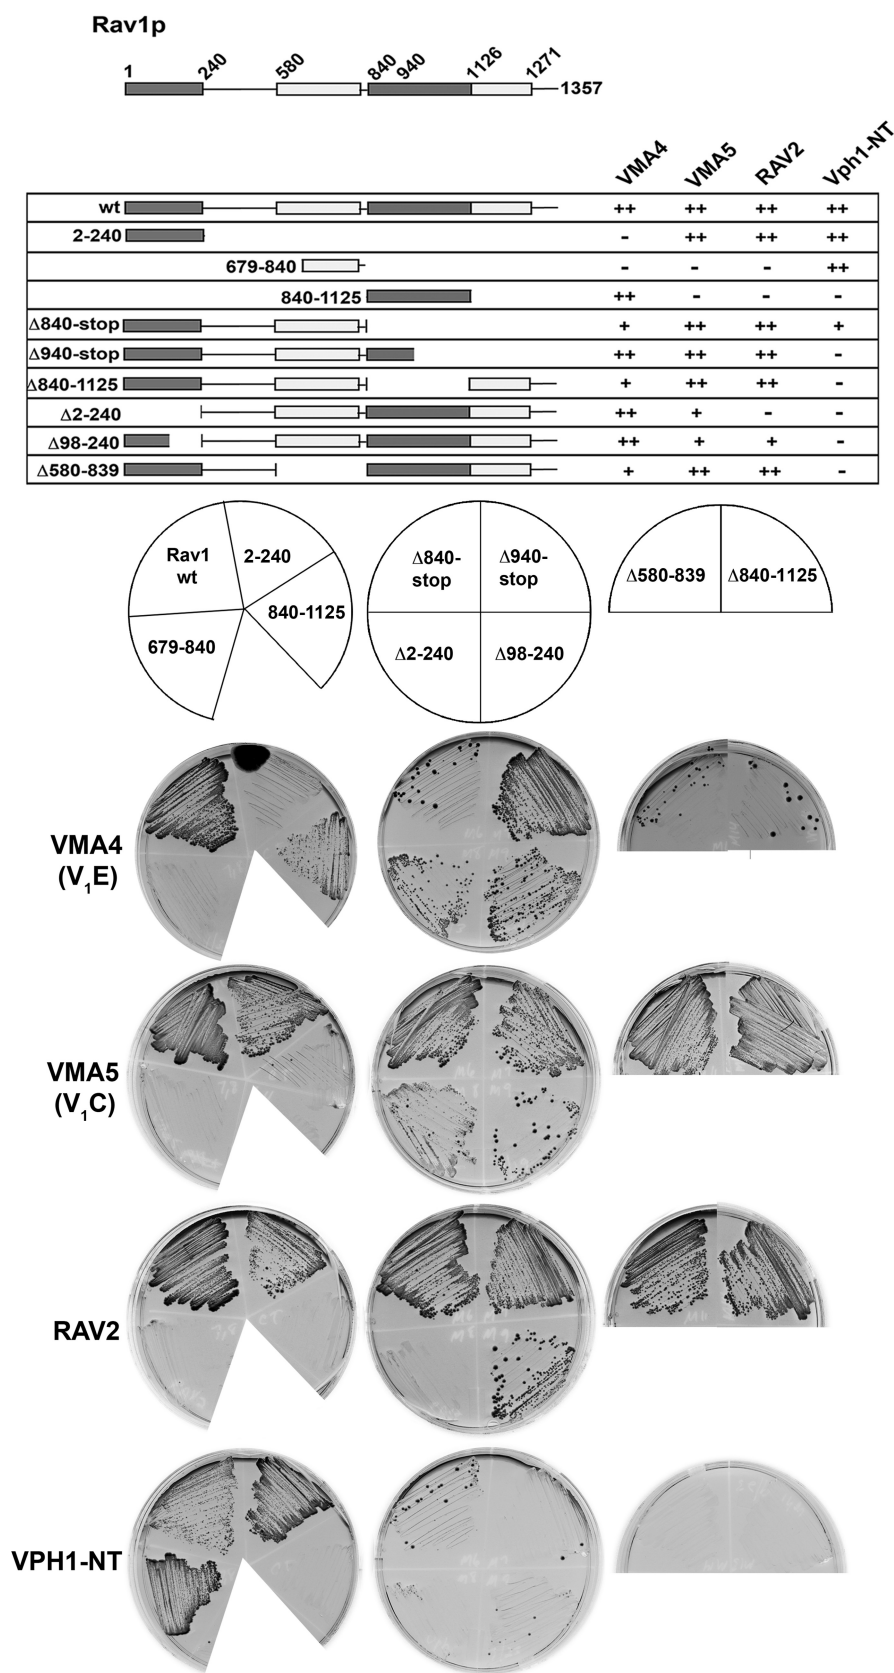 Rav1p
1 240 580 840 940 1126 1271 1357
VMA4 VMA5 RAV2 Vph1-NT
wt ++ ++ ++ ++
2-240 - ++ ++ ++
679-840 - - - ++
840-1125 ++ - - -
Δ840-stop + ++ ++ +
Δ940-stop ++ ++ ++ -
Δ840-1125 + ++ ++ -
Δ2-240 ++ + - -
Δ98-240 ++ + + -
Δ580-839 + ++ ++ -
Rav1
wt
2-240
840-1125
679-840
Δ840-
stop
Δ940-
stop
Δ2-240
Δ98-240
Δ580-839
Δ840-1125
VMA4
(V₁E)
VMA5
(V₁C)
RAV2
VPH1-NT